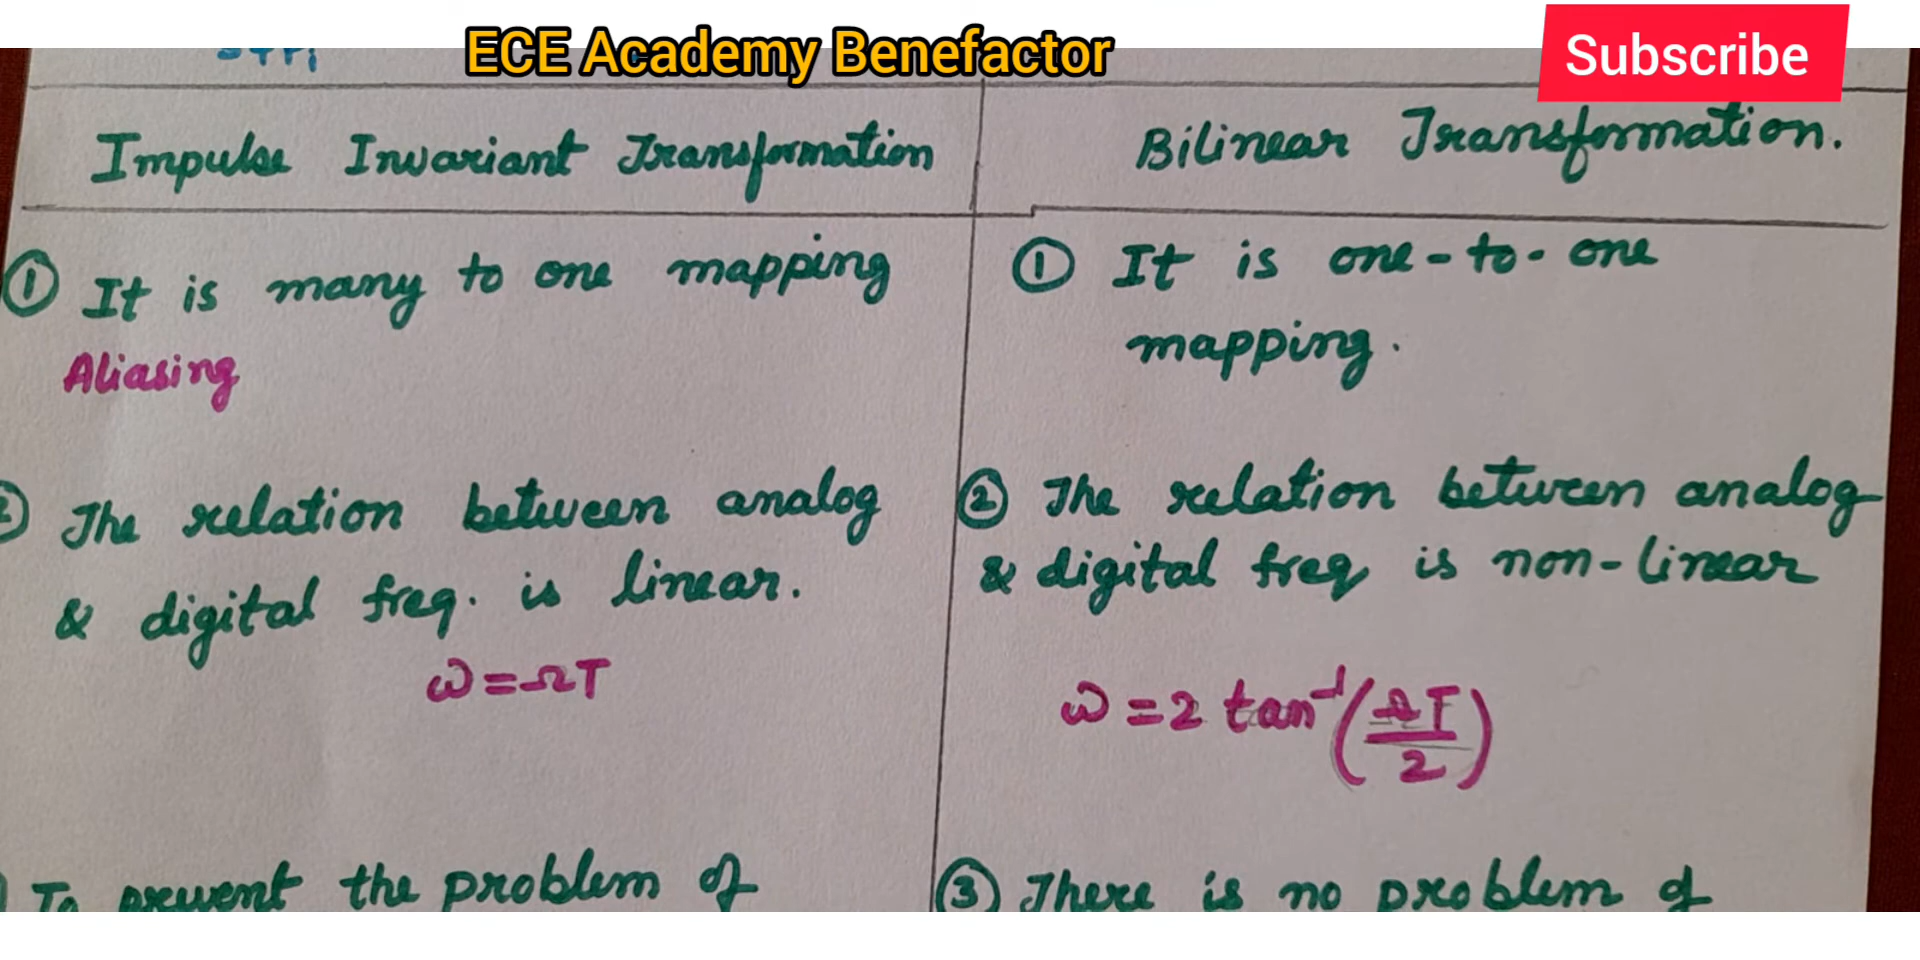 ECE Academy Benefactor
Subscribe
Impulse Invariant Transformation
① It is many to one mapping
Aliasing
The relation between analog
& digital freq. is linear.
ω = ΩT
To prevent the problem of
Bilinear Transformation.
① It is one-to-one
mapping.
② The relation between analog
& digital freq is non-linear
ω = 2 tan⁻¹(ΩT/2)
③ There is no problem of